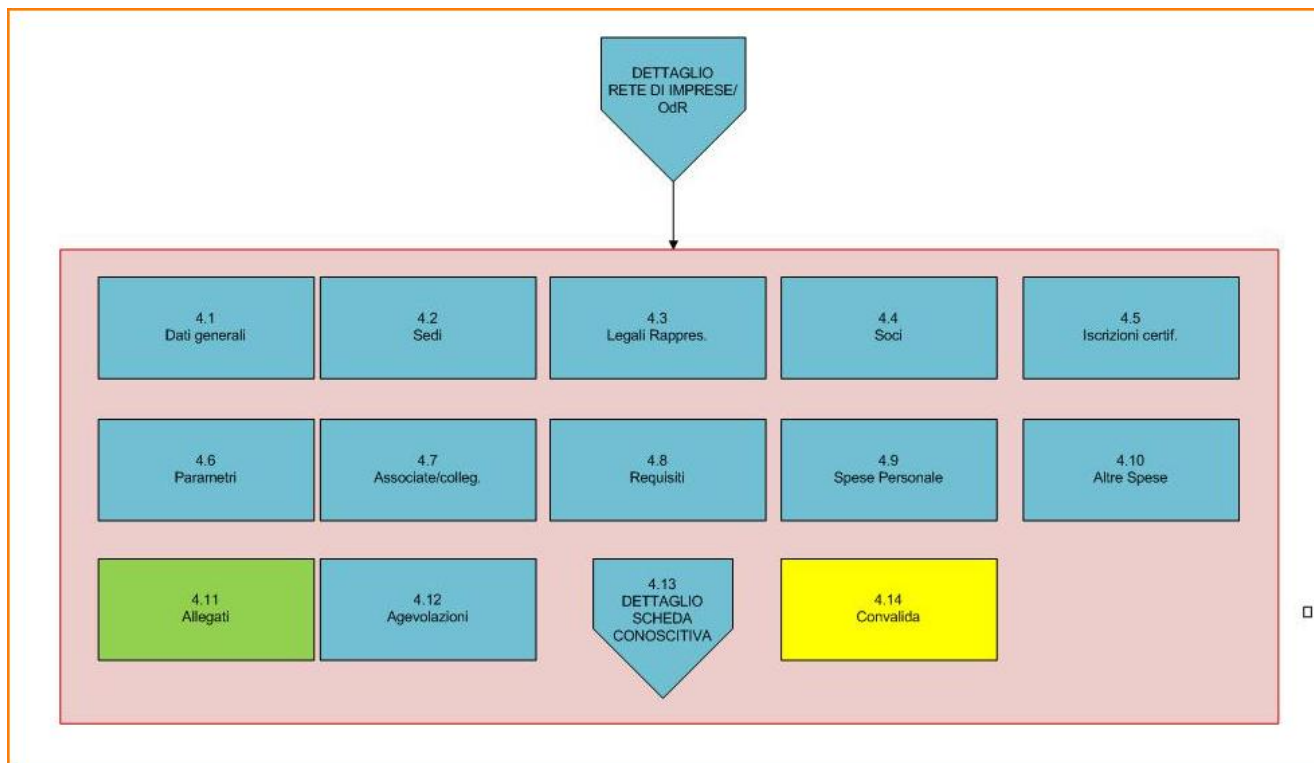 DETTAGLIO
RETE DI IMPRESE/
OdR
4.1
Dati generali
4.2
Sedi
4.3
Legali Rappres.
4.4
Soci
4.5
Iscrizioni certif.
4.6
Parametri
4.7
Associate/colleg.
4.8
Requisiti
4.9
Spese Personale
4.10
Altre Spese
4.11
Allegati
4.12
Agevolazioni
4.13
DETTAGLIO
SCHEDA
CONOSCITIVA
4.14
Convalida